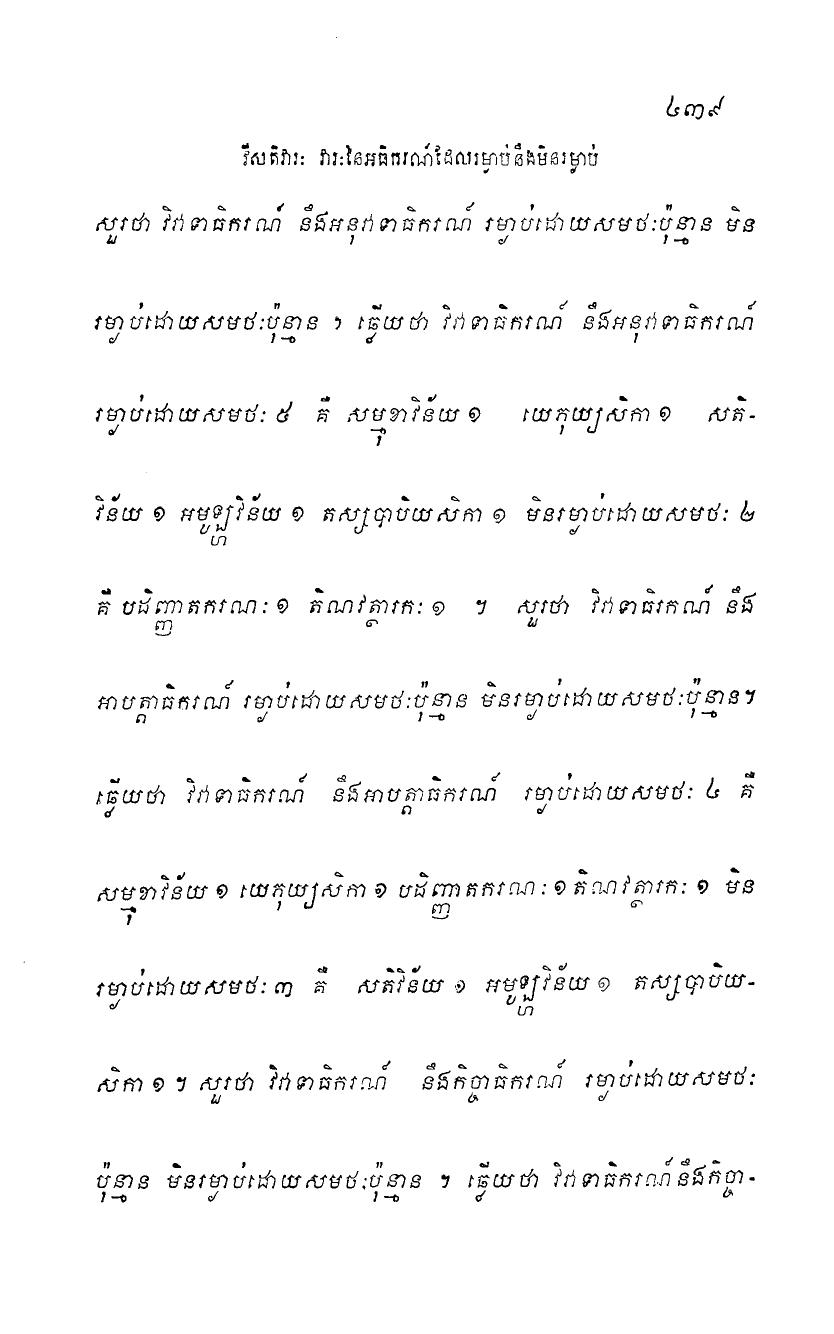 ៤៣៩
វីសតិវារៈ វារៈនៃអធិករណ៍ដែលរម្ងាប់នឹងមិនរម្ងាប់
សួរថា វិវាទាធិករណ៍ នឹងអនុវាទាធិករណ៍ រម្ងាប់ដោយសមថៈប៉ុន្មាន មិន
រម្ងាប់ដោយសមថៈប៉ុន្មាន ។ ឆ្លើយថា វិវាទាធិករណ៍ នឹងអនុវាទាធិករណ៍
រម្ងាប់ដោយសមថៈ ៥ គឺ សម្មុខាវិន័យ ១ យេភុយ្យសិកា ១ សតិ-
វិន័យ ១ អមូឡ្ហវិន័យ ១ តស្សបាបិយសិកា ១ មិនរម្ងាប់ដោយសមថៈ ២
គឺ បដិញ្ញាតករណៈ ១ តិណវត្ថារកៈ ១ ។ សួរថា វិវាទាធិរកណ៍ នឹង
អាបត្តាធិករណ៍ រម្ងាប់ដោយសមថៈប៉ុន្មាន មិនរម្ងាប់ដោយសមថៈប៉ុន្មាន។
ឆ្លើយថា វិវាទាធិករណ៍ នឹងអាបត្តាធិករណ៍ រម្ងាប់ដោយសមថៈ ៤ គឺ
សម្មុខាវិន័យ ១ យេភុយ្យសិកា ១ បដិញ្ញាតករណៈ ១ តិណវត្ថារកៈ ១ មិន
រម្ងាប់ដោយសមថៈ ៣ គឺ សតិវិន័យ ១ អមូឡ្ហវិន័យ ១ តស្សបាបិយ-
សិកា ១ ។ សួរថា វិវាទាធិករណ៍ នឹងកិច្ចាធិករណ៍ រម្ងាប់ដោយសមថៈ
ប៉ុន្មាន មិនរម្ងាប់ដោយសមថៈប៉ុន្មាន ។ ឆ្លើយថា វិវាទាធិករណ៍នឹងកិច្ចា-